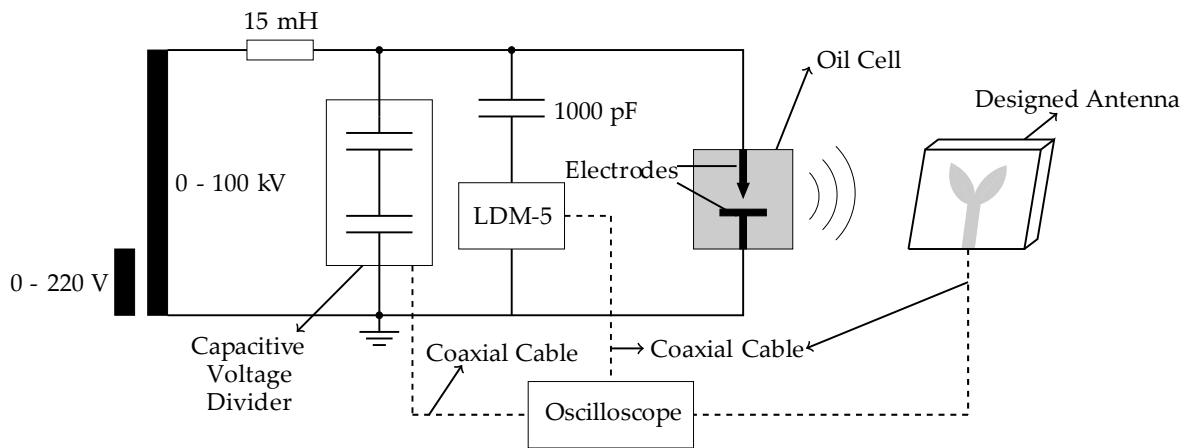 15 mH
Oil Cell
Designed Antenna
1000 pF
Electrodes
0 - 100 kV
LDM-5
0 - 220 V
Capacitive
Voltage
Divider
Coaxial Cable
Coaxial Cable
Oscilloscope